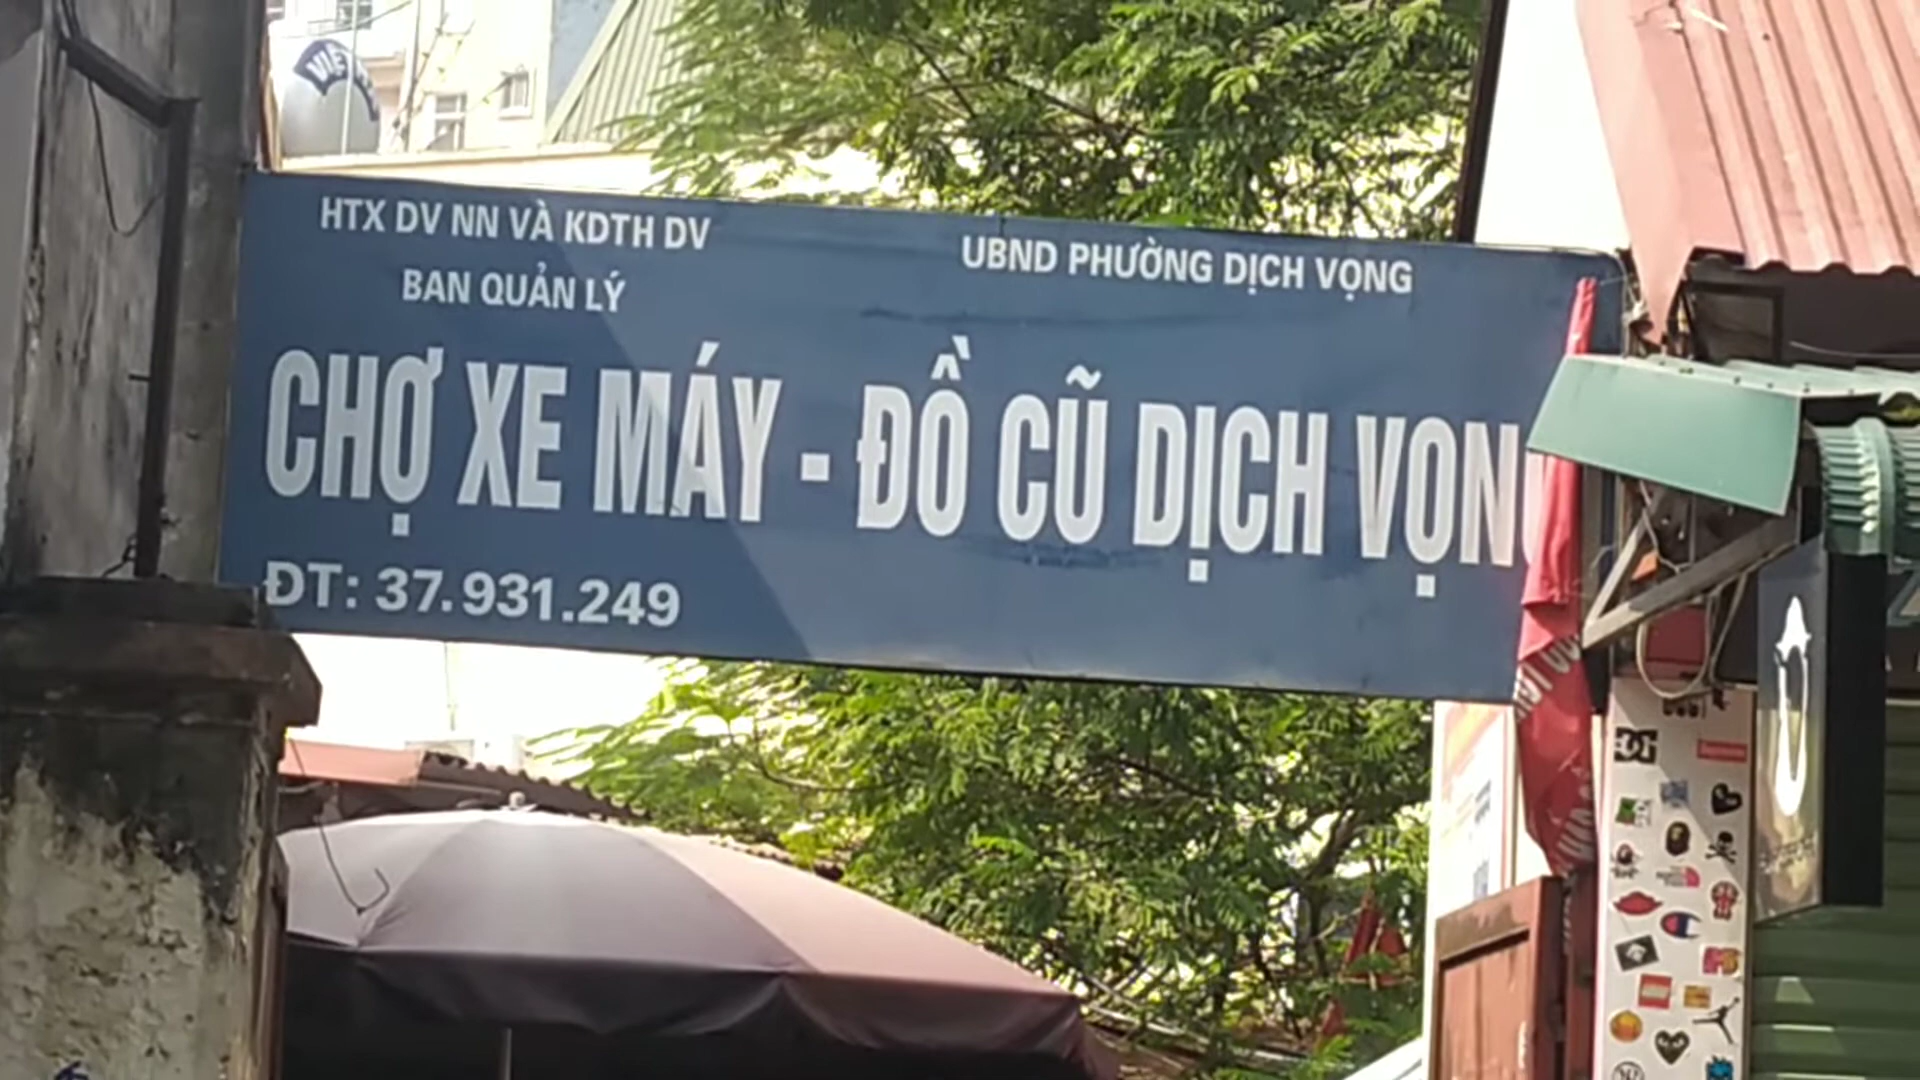 HTX DV NN VÀ KDTH DV
UBND PHƯỜNG DỊCH VỌNG
BAN QUẢN LÝ
CHỢ XE MÁY - ĐỒ CŨ DỊCH VỌNG
ĐT: 37.931.249